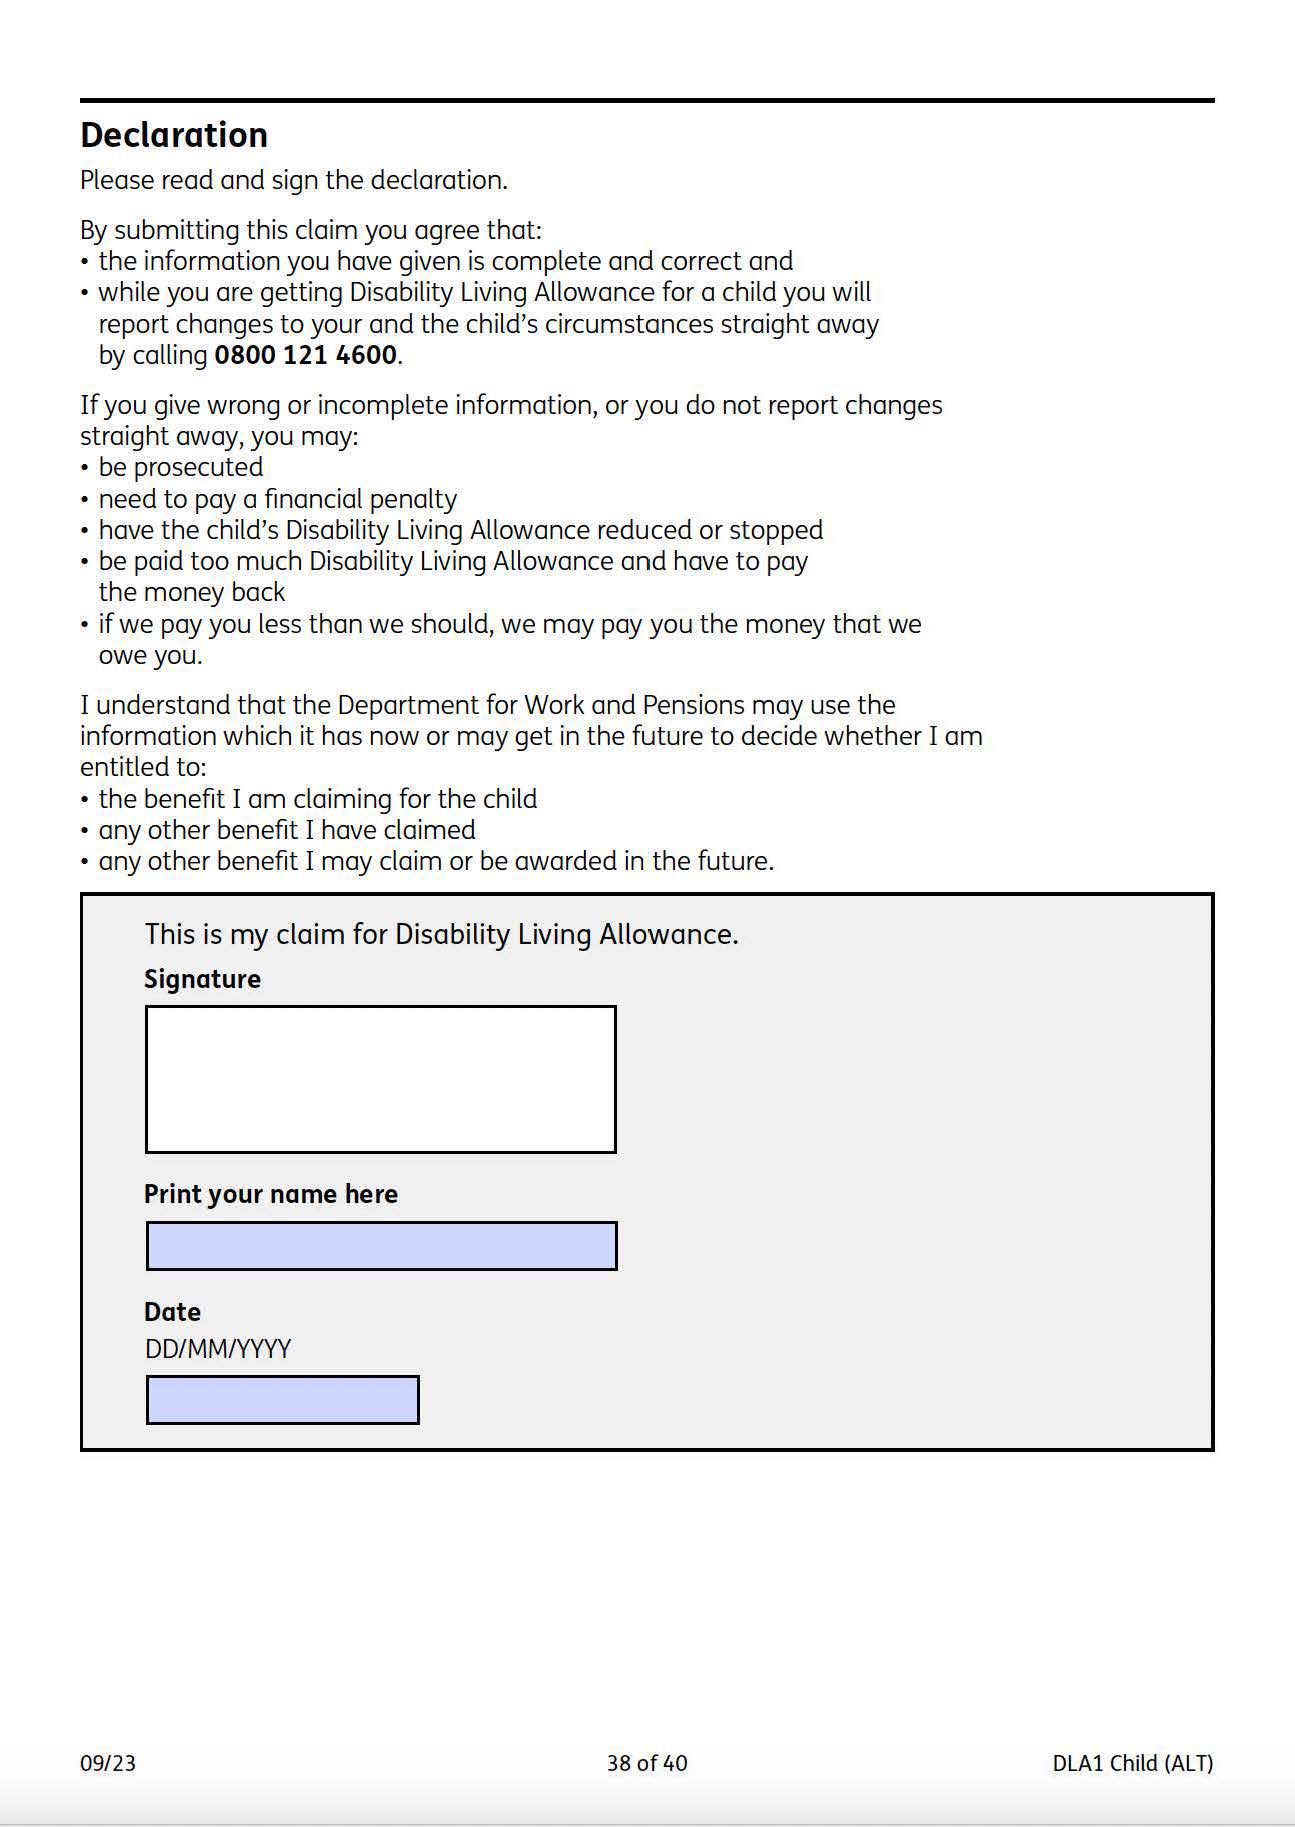 Declaration
Please read and sign the declaration.
By submitting this claim you agree that:
• the information you have given is complete and correct and
• while you are getting Disability Living Allowance for a child you will
report changes to your and the child’s circumstances straight away
by calling 0800 121 4600.
If you give wrong or incomplete information, or you do not report changes
straight away, you may:
• be prosecuted
• need to pay a financial penalty
• have the child’s Disability Living Allowance reduced or stopped
• be paid too much Disability Living Allowance and have to pay
the money back
• if we pay you less than we should, we may pay you the money that we
owe you.
I understand that the Department for Work and Pensions may use the
information which it has now or may get in the future to decide whether I am
entitled to:
• the benefit I am claiming for the child
• any other benefit I have claimed
• any other benefit I may claim or be awarded in the future.
This is my claim for Disability Living Allowance.
Signature
Print your name here
Date
DD/MM/YYYY
09/23
38 of 40
DLA1 Child (ALT)